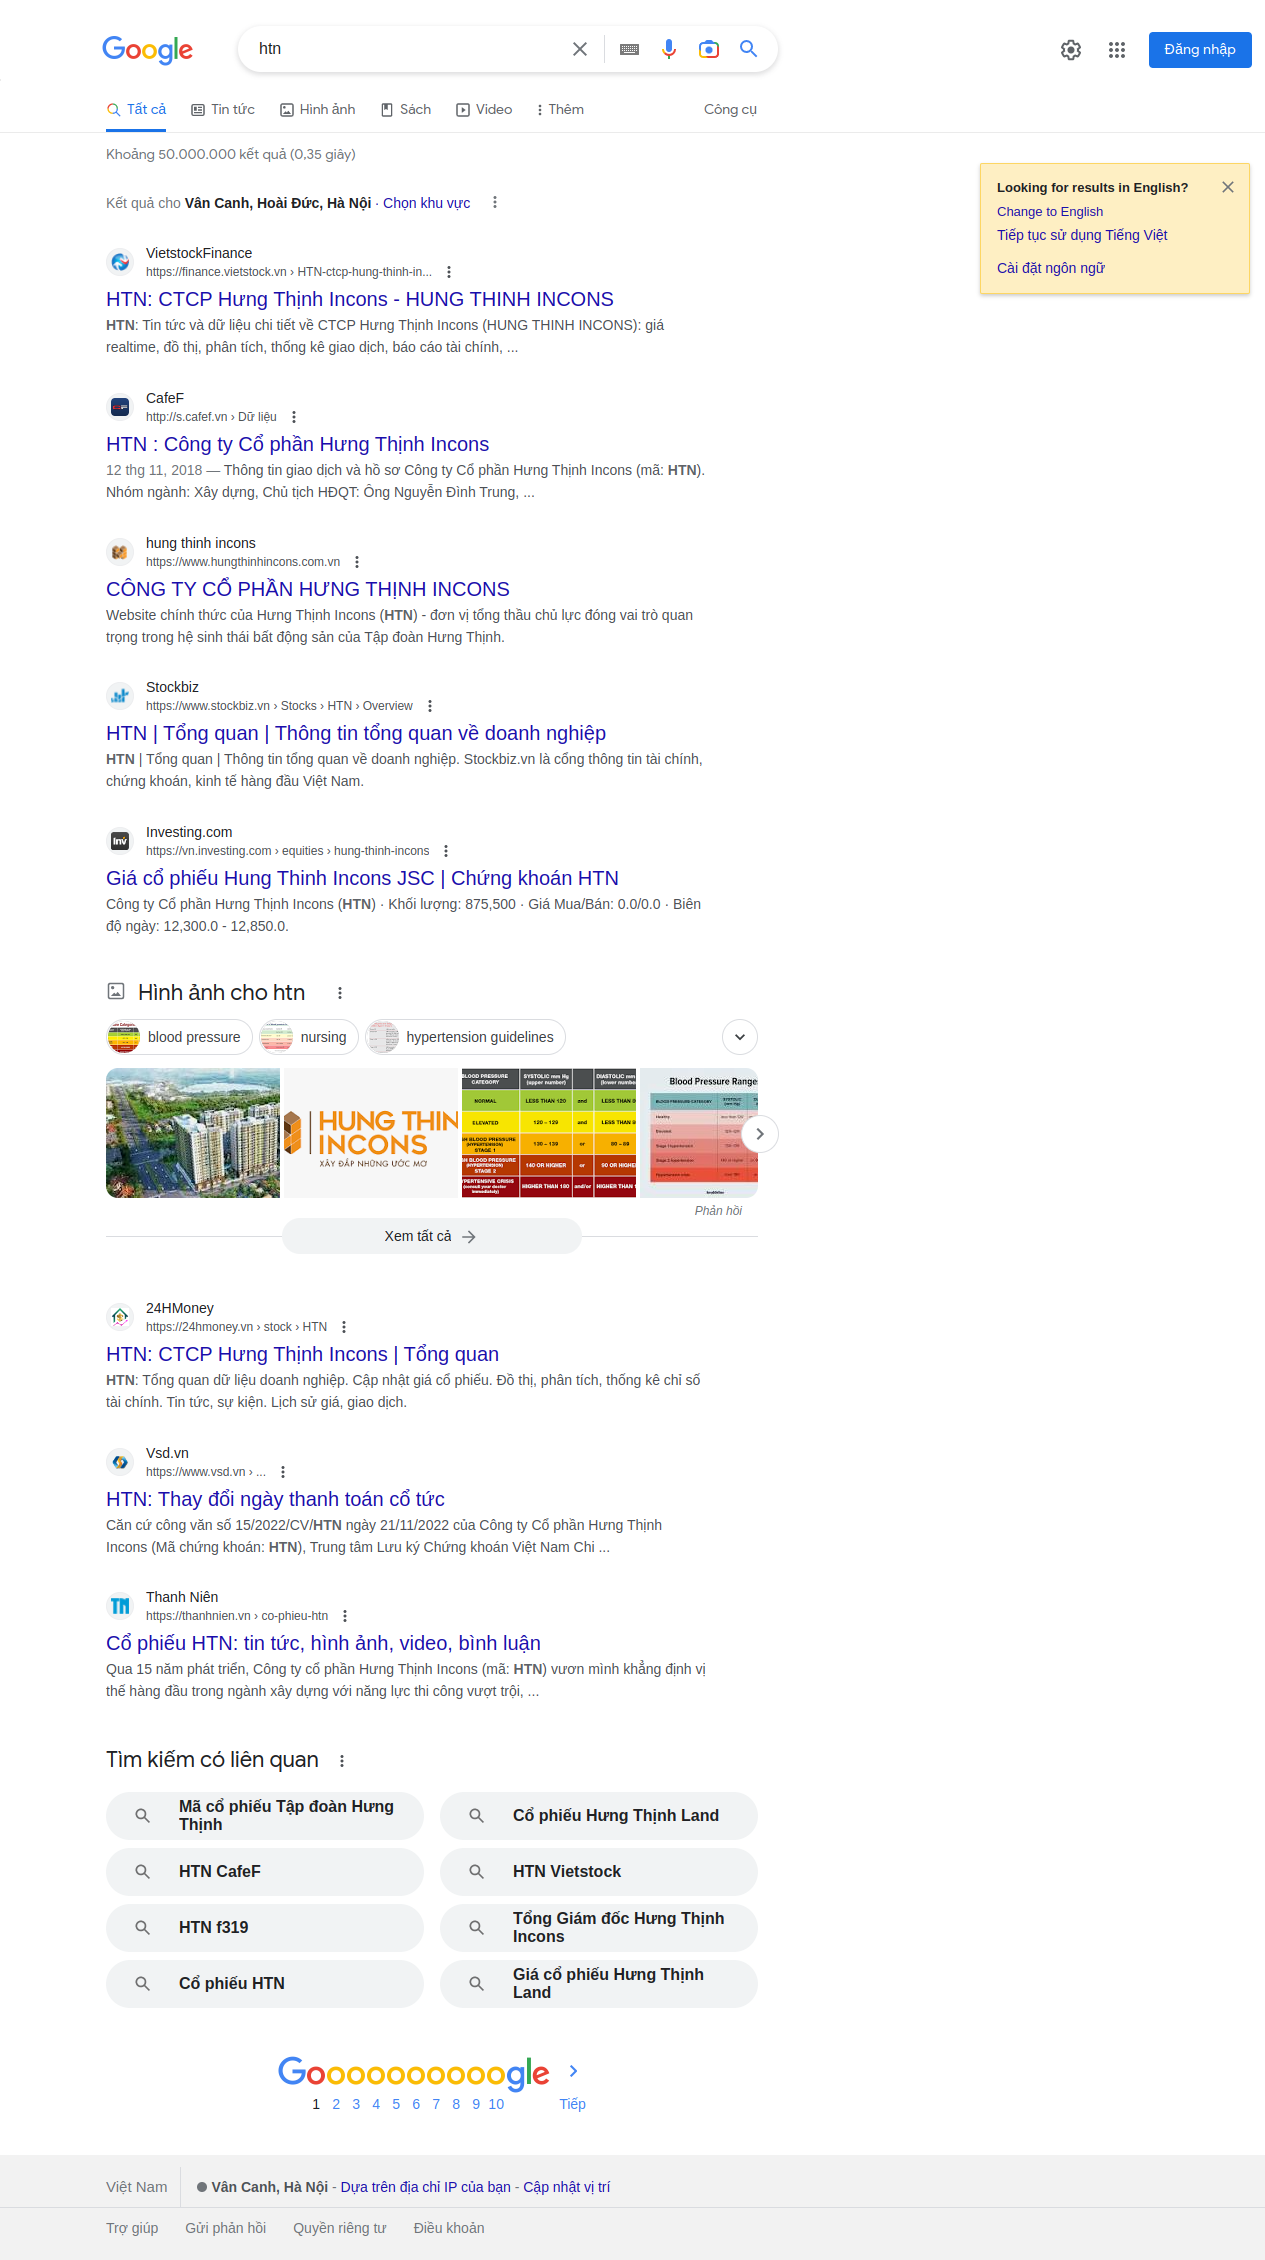 Google
htn
Đăng nhập
Tất cả
Tin tức
Hình ảnh
Sách
Video
Thêm
Công cụ
Khoảng 50.000.000 kết quả (0,35 giây)
Looking for results in English?
Change to English
Tiếp tục sử dụng Tiếng Việt
Cài đặt ngôn ngữ
Kết quả cho Vân Canh, Hoài Đức, Hà Nội · Chọn khu vực
VietstockFinance
https://finance.vietstock.vn › HTN-ctcp-hung-thinh-in...
HTN: CTCP Hưng Thịnh Incons - HUNG THINH INCONS
HTN: Tin tức và dữ liệu chi tiết về CTCP Hưng Thịnh Incons (HUNG THINH INCONS): giá
realtime, đồ thị, phân tích, thống kê giao dịch, báo cáo tài chính, ...
CafeF
http://s.cafef.vn › Dữ liệu
HTN : Công ty Cổ phần Hưng Thịnh Incons
12 thg 11, 2018 — Thông tin giao dịch và hồ sơ Công ty Cổ phần Hưng Thịnh Incons (mã: HTN).
Nhóm ngành: Xây dựng, Chủ tịch HĐQT: Ông Nguyễn Đình Trung, ...
hung thinh incons
https://www.hungthinhincons.com.vn
CÔNG TY CỔ PHẦN HƯNG THỊNH INCONS
Website chính thức của Hưng Thịnh Incons (HTN) - đơn vị tổng thầu chủ lực đóng vai trò quan
trọng trong hệ sinh thái bất động sản của Tập đoàn Hưng Thịnh.
Stockbiz
https://www.stockbiz.vn › Stocks › HTN › Overview
HTN | Tổng quan | Thông tin tổng quan về doanh nghiệp
HTN | Tổng quan | Thông tin tổng quan về doanh nghiệp. Stockbiz.vn là cổng thông tin tài chính,
chứng khoán, kinh tế hàng đầu Việt Nam.
Inv
Investing.com
https://vn.investing.com › equities › hung-thinh-incons
Giá cổ phiếu Hung Thinh Incons JSC | Chứng khoán HTN
Công ty Cổ phần Hưng Thịnh Incons (HTN) · Khối lượng: 875,500 · Giá Mua/Bán: 0.0/0.0 · Biên
độ ngày: 12,300.0 - 12,850.0.
Hình ảnh cho htn
blood pressure
nursing
hypertension guidelines
HUNG THIN
INCONS
XÂY ĐẮP NHỮNG ƯỚC MƠ
BLOOD PRESSURE CATEGORY
SYSTOLIC mm Hg (upper number)
DIASTOLIC mm (lower numbe
NORMAL LESS THAN 120 and LESS THAN 8
ELEVATED 120 – 129 and LESS THAN 8
BLOOD PRESSURE (HYPERTENSION) STAGE 1 130 – 139 or 80 – 89
BLOOD PRESSURE (HYPERTENSION) STAGE 2 140 OR HIGHER or 90 OR HIGHE
PERTENSIVE CRISIS (consult your doctor immediately) HIGHER THAN 180 and/or HIGHER THAN 1
Blood Pressure Range
Phản hồi
Xem tất cả
24HMoney
https://24hmoney.vn › stock › HTN
HTN: CTCP Hưng Thịnh Incons | Tổng quan
HTN: Tổng quan dữ liệu doanh nghiệp. Cập nhật giá cổ phiếu. Đồ thị, phân tích, thống kê chỉ số
tài chính. Tin tức, sự kiện. Lịch sử giá, giao dịch.
Vsd.vn
https://www.vsd.vn › ...
HTN: Thay đổi ngày thanh toán cổ tức
Căn cứ công văn số 15/2022/CV/HTN ngày 21/11/2022 của Công ty Cổ phần Hưng Thịnh
Incons (Mã chứng khoán: HTN), Trung tâm Lưu ký Chứng khoán Việt Nam Chi ...
TN
Thanh Niên
https://thanhnien.vn › co-phieu-htn
Cổ phiếu HTN: tin tức, hình ảnh, video, bình luận
Qua 15 năm phát triển, Công ty cổ phần Hưng Thịnh Incons (mã: HTN) vươn mình khẳng định vị
thế hàng đầu trong ngành xây dựng với năng lực thi công vượt trội, ...
Tìm kiếm có liên quan
Mã cổ phiếu Tập đoàn Hưng
Thịnh
Cổ phiếu Hưng Thịnh Land
HTN CafeF
HTN Vietstock
HTN f319
Tổng Giám đốc Hưng Thịnh
Incons
Cổ phiếu HTN
Giá cổ phiếu Hưng Thịnh
Land
Goooooooooogle
1 2 3 4 5 6 7 8 9 10 Tiếp
Việt Nam
Vân Canh, Hà Nội - Dựa trên địa chỉ IP của bạn - Cập nhật vị trí
Trợ giúp Gửi phản hồi Quyền riêng tư Điều khoản